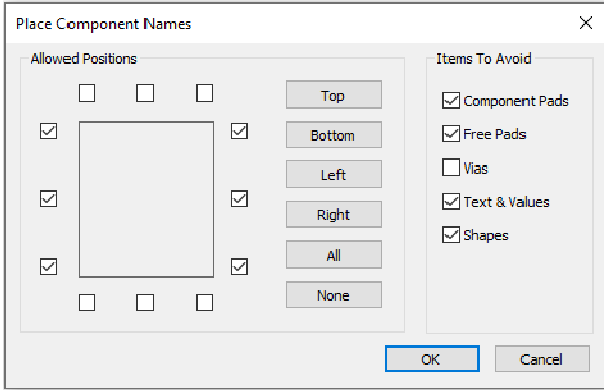 Place Component Names
Allowed Positions
Top
Bottom
Left
Right
All
None
Items To Avoid
Component Pads
Free Pads
Vias
Text & Values
Shapes
OK
Cancel